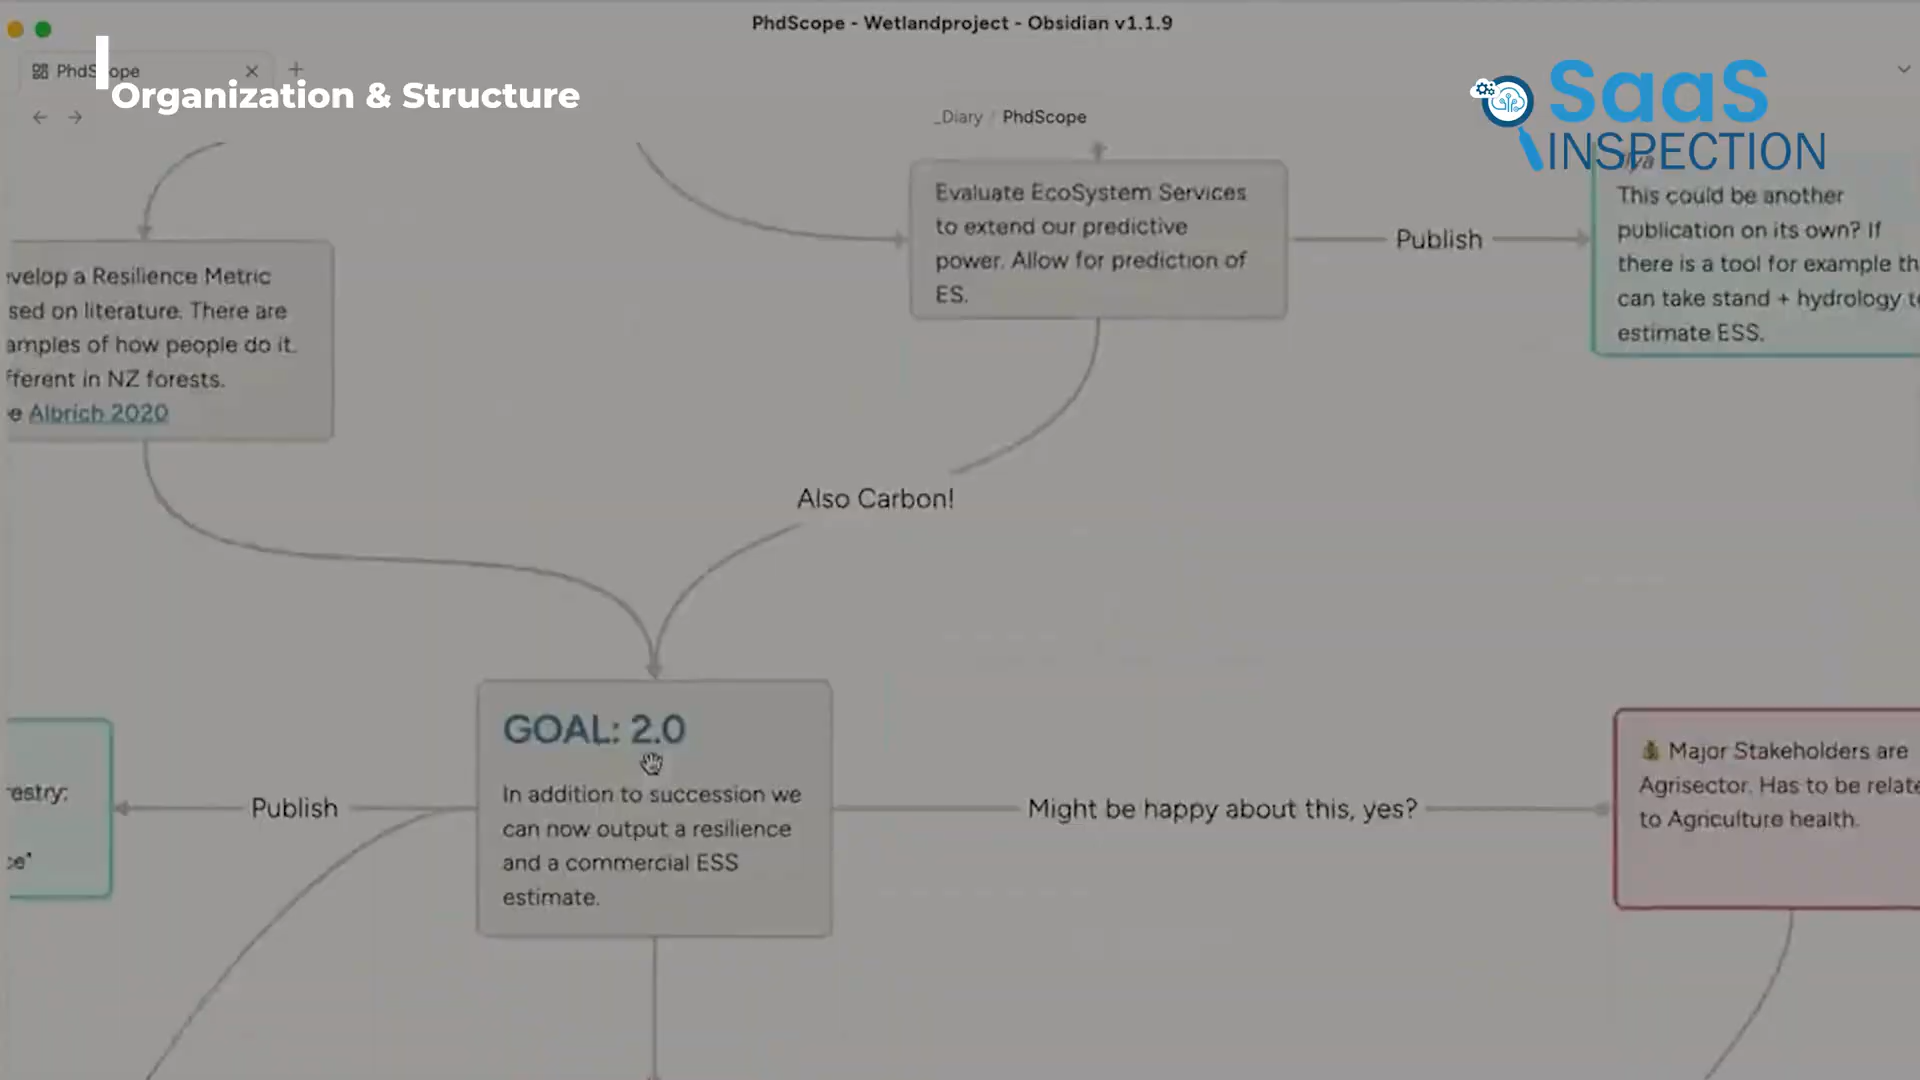 PhdScope - Wetlandproject - Obsidian v1.1.9
PhdScope
Organization & Structure
SaaS
INSPECTION
_Diary / PhdScope
Evaluate EcoSystem Services
to extend our predictive
power. Allow for prediction of
ES.
Publish
This could be another
publication on its own? If
there is a tool for example th
can take stand + hydrology t
estimate ESS.
evelop a Resilience Metric
sed on literature. There are
amples of how people do it.
fferent in NZ forests.
e Albrich 2020
Also Carbon!
GOAL: 2.0
In addition to succession we
can now output a resilience
and a commercial ESS
estimate.
restry:
ce"
Publish
Might be happy about this, yes?
Major Stakeholders are
Agrisector. Has to be relate
to Agriculture health.